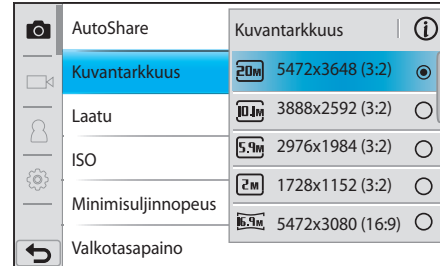 AutoShare
Kuvantarkkuus
Laatu
ISO
Minimisuljinnopeus
Valkotasapaino
Kuvantarkkuus
20M 5472x3648 (3:2)
10.1M 3888x2592 (3:2)
5.9M 2976x1984 (3:2)
2M 1728x1152 (3:2)
16.9M 5472x3080 (16:9)